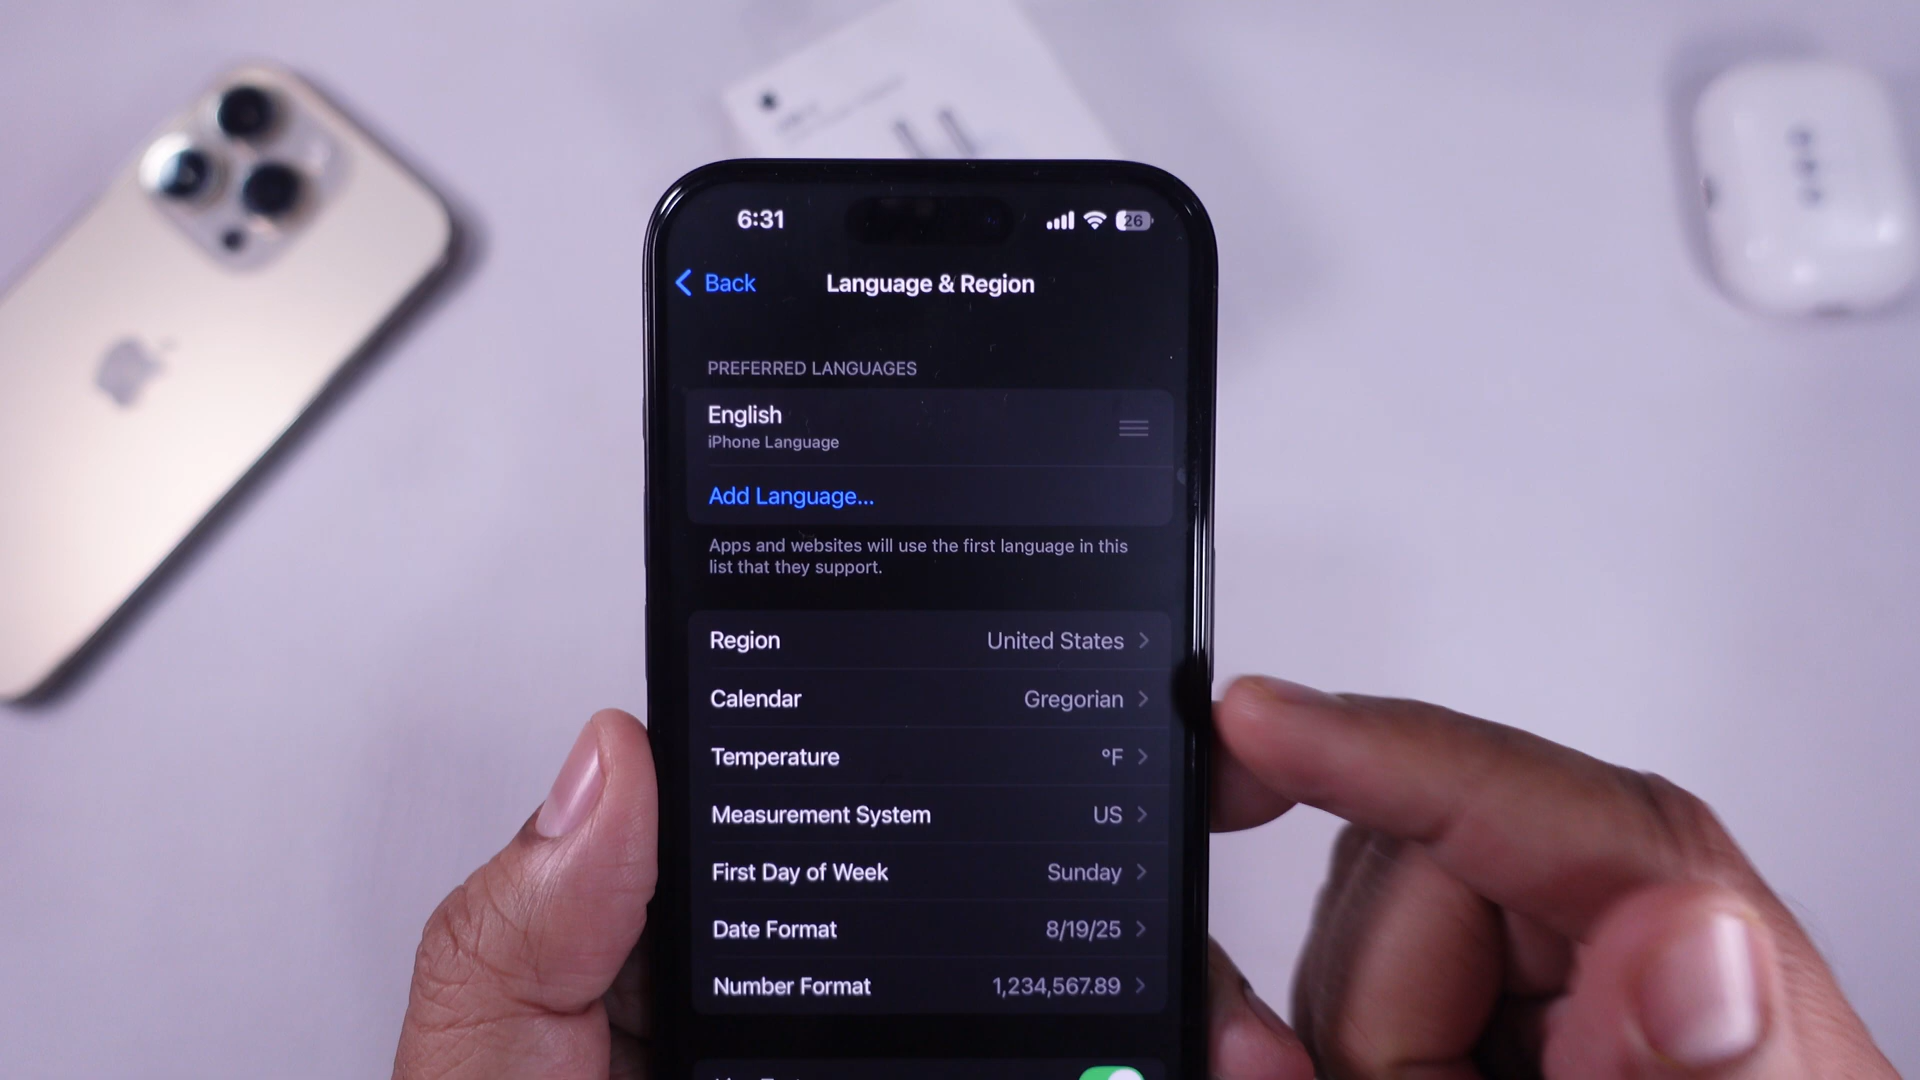 6:31
26
Back
Language & Region
PREFERRED LANGUAGES
English
iPhone Language
Add Language...
Apps and websites will use the first language in this
list that they support.
Region United States
Calendar Gregorian
Temperature °F
Measurement System US
First Day of Week Sunday
Date Format 8/19/25
Number Format 1,234,567.89